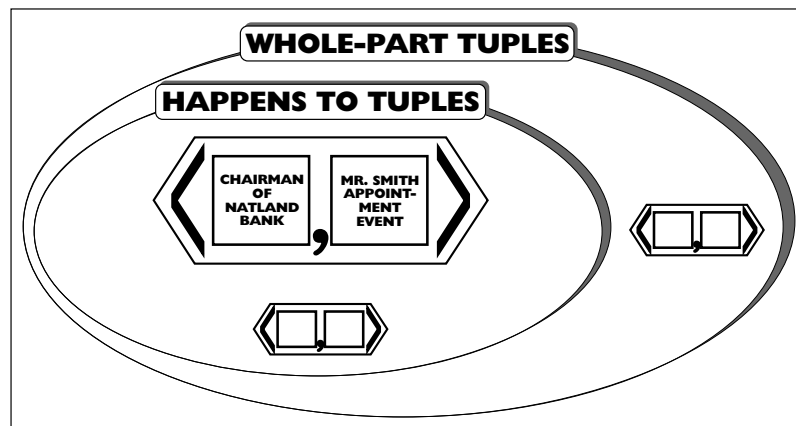 WHOLE-PART TUPLES
HAPPENS TO TUPLES
CHAIRMAN
OF
NATLAND
BANK
,
MR. SMITH
APPOINT-
MENT
EVENT
,
,